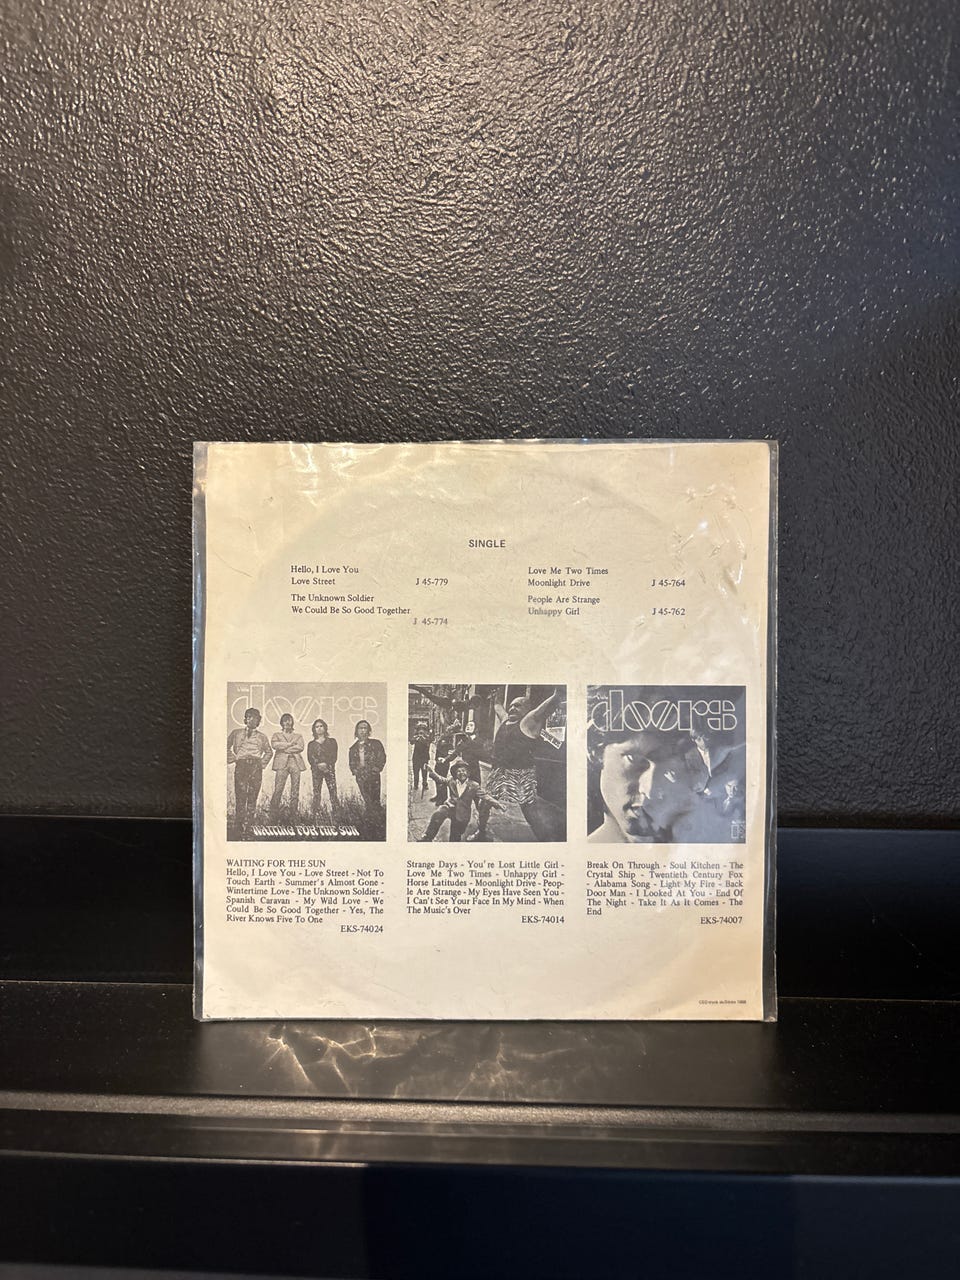 SINGLE
Hello, I Love You
Love Street J 45-779
The Unknown Soldier
We Could Be So Good Together
J 45-774
Love Me Two Times
Moonlight Drive J 45-764
People Are Strange
Unhappy Girl J 45-762
the doors
WAITING FOR THE SUN
the doors
WAITING FOR THE SUN
Hello, I Love You - Love Street - Not To
Touch Earth - Summer's Almost Gone -
Wintertime Love - The Unknown Soldier -
Spanish Caravan - My Wild Love - We
Could Be So Good Together - Yes, The
River Knows Five To One
EKS-74024
Strange Days - You're Lost Little Girl -
Love Me Two Times - Unhappy Girl -
Horse Latitudes - Moonlight Drive - Peop-
le Are Strange - My Eyes Have Seen You -
I Can't See Your Face In My Mind - When
The Music's Over
EKS-74014
Break On Through - Soul Kitchen - The
Crystal Ship - Twentieth Century Fox
- Alabama Song - Light My Fire - Back
Door Man - I Looked At You - End Of
The Night - Take It As It Comes - The
End
EKS-74007